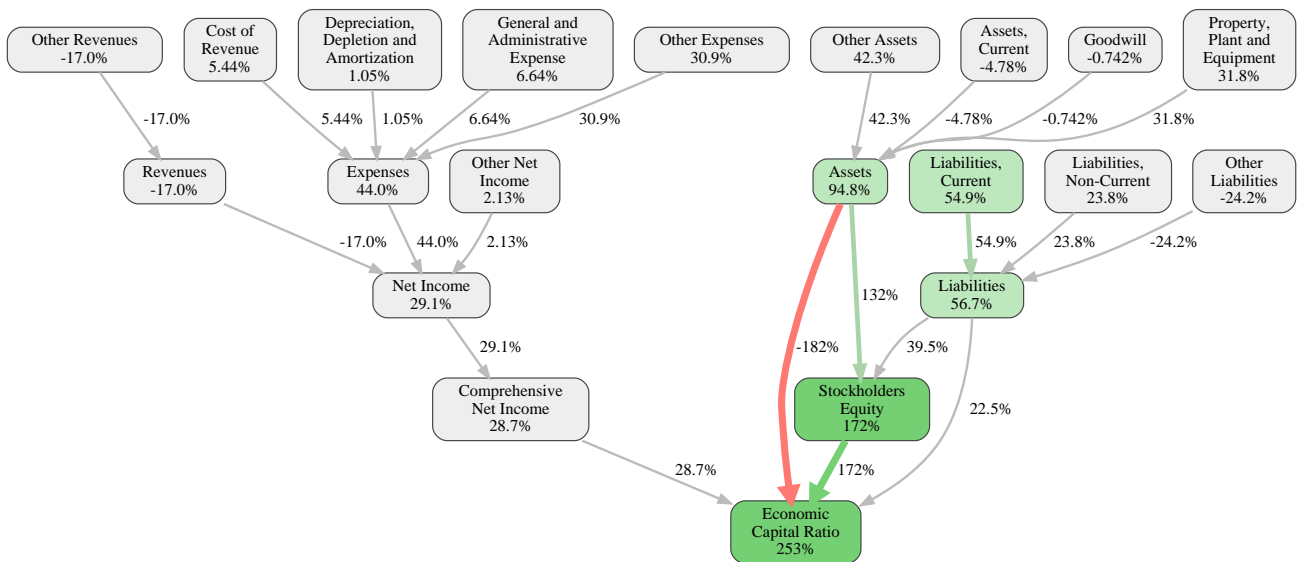 Other Revenues
-17.0%
Cost of
Revenue
5.44%
Depreciation,
Depletion and
Amortization
1.05%
General and
Administrative
Expense
6.64%
Other Expenses
30.9%
Other Assets
42.3%
Assets,
Current
-4.78%
Goodwill
-0.742%
Property,
Plant and
Equipment
31.8%
-17.0%
5.44%
1.05%
6.64%
30.9%
42.3%
-4.78%
-0.742%
31.8%
Revenues
-17.0%
Expenses
44.0%
Other Net
Income
2.13%
Assets
94.8%
Liabilities,
Current
54.9%
Liabilities,
Non-Current
23.8%
Other
Liabilities
-24.2%
-17.0%
44.0%
2.13%
54.9%
23.8%
-24.2%
Net Income
29.1%
132%
Liabilities
56.7%
29.1%
-182%
39.5%
Comprehensive
Net Income
28.7%
Stockholders
Equity
172%
22.5%
28.7%
172%
Economic
Capital Ratio
253%